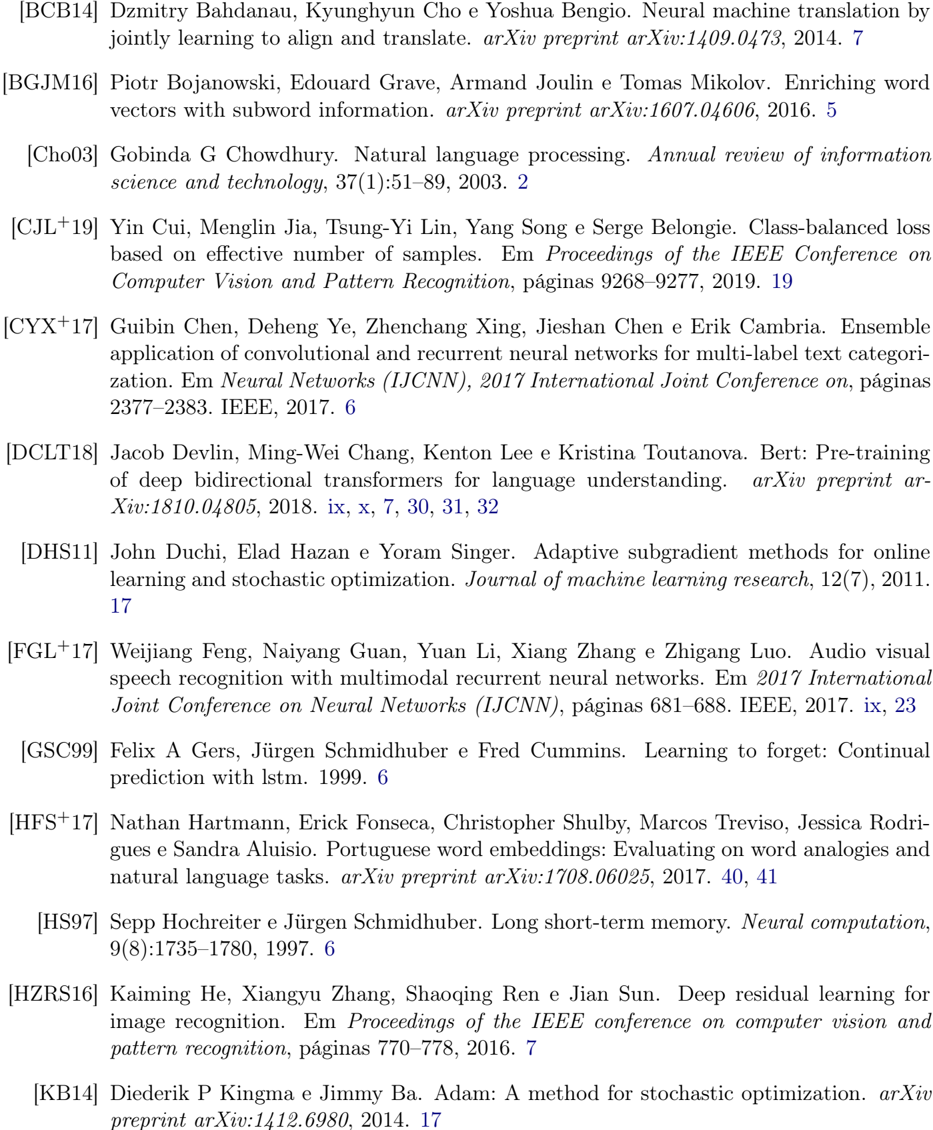 [BCB14] Dzmitry Bahdanau, Kyunghyun Cho e Yoshua Bengio. Neural machine translation by
jointly learning to align and translate. arXiv preprint arXiv:1409.0473, 2014. 7
[BGJM16] Piotr Bojanowski, Edouard Grave, Armand Joulin e Tomas Mikolov. Enriching word
vectors with subword information. arXiv preprint arXiv:1607.04606, 2016. 5
[Cho03] Gobinda G Chowdhury. Natural language processing. Annual review of information
science and technology, 37(1):51–89, 2003. 2
[CJL+19] Yin Cui, Menglin Jia, Tsung-Yi Lin, Yang Song e Serge Belongie. Class-balanced loss
based on effective number of samples. Em Proceedings of the IEEE Conference on
Computer Vision and Pattern Recognition, páginas 9268–9277, 2019. 19
[CYX+17] Guibin Chen, Deheng Ye, Zhenchang Xing, Jieshan Chen e Erik Cambria. Ensemble
application of convolutional and recurrent neural networks for multi-label text categori-
zation. Em Neural Networks (IJCNN), 2017 International Joint Conference on, páginas
2377–2383. IEEE, 2017. 6
[DCLT18] Jacob Devlin, Ming-Wei Chang, Kenton Lee e Kristina Toutanova. Bert: Pre-training
of deep bidirectional transformers for language understanding. arXiv preprint ar-
Xiv:1810.04805, 2018. ix, x, 7, 30, 31, 32
[DHS11] John Duchi, Elad Hazan e Yoram Singer. Adaptive subgradient methods for online
learning and stochastic optimization. Journal of machine learning research, 12(7), 2011.
17
[FGL+17] Weijiang Feng, Naiyang Guan, Yuan Li, Xiang Zhang e Zhigang Luo. Audio visual
speech recognition with multimodal recurrent neural networks. Em 2017 International
Joint Conference on Neural Networks (IJCNN), páginas 681–688. IEEE, 2017. ix, 23
[GSC99] Felix A Gers, Jürgen Schmidhuber e Fred Cummins. Learning to forget: Continual
prediction with lstm. 1999. 6
[HFS+17] Nathan Hartmann, Erick Fonseca, Christopher Shulby, Marcos Treviso, Jessica Rodri-
gues e Sandra Aluisio. Portuguese word embeddings: Evaluating on word analogies and
natural language tasks. arXiv preprint arXiv:1708.06025, 2017. 40, 41
[HS97] Sepp Hochreiter e Jürgen Schmidhuber. Long short-term memory. Neural computation,
9(8):1735–1780, 1997. 6
[HZRS16] Kaiming He, Xiangyu Zhang, Shaoqing Ren e Jian Sun. Deep residual learning for
image recognition. Em Proceedings of the IEEE conference on computer vision and
pattern recognition, páginas 770–778, 2016. 7
[KB14] Diederik P Kingma e Jimmy Ba. Adam: A method for stochastic optimization. arXiv
preprint arXiv:1412.6980, 2014. 17